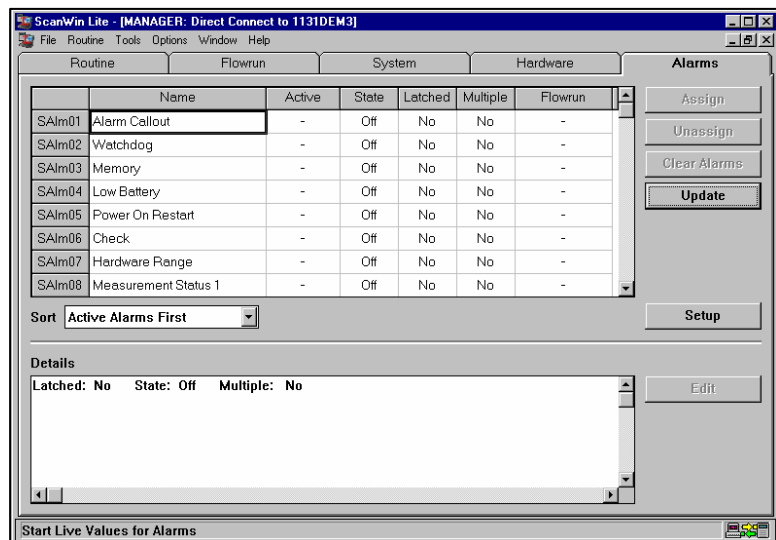 ScanWin Lite - [MANAGER: Direct Connect to 1131DEM3]
File Routine Tools Options Window Help
Routine Flowrun System Hardware Alarms
Name Active State Latched Multiple Flowrun
SAlm01 Alarm Callout - Off No No -
SAlm02 Watchdog - Off No No -
SAlm03 Memory - Off No No -
SAlm04 Low Battery - Off No No -
SAlm05 Power On Restart - Off No No -
SAlm06 Check - Off No No -
SAlm07 Hardware Range - Off No No -
SAlm08 Measurement Status 1 - Off No No -
Assign
Unassign
Clear Alarms
Update
Sort Active Alarms First
Setup
Details
Latched: No State: Off Multiple: No
Edit
Start Live Values for Alarms